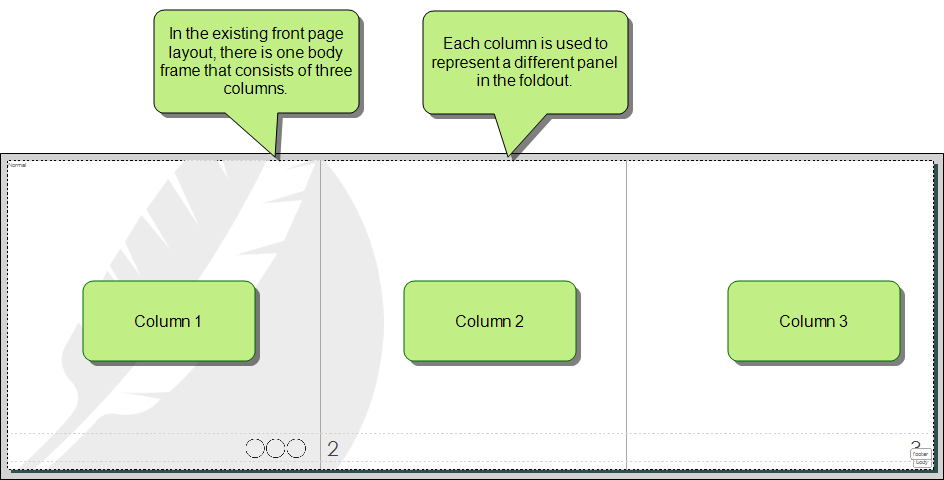 In the existing front page
layout, there is one body
frame that consists of three
columns.
Each column is used to
represent a different panel
in the foldout.
Normal
Column 1
Column 2
Column 3
2
3
footer
body